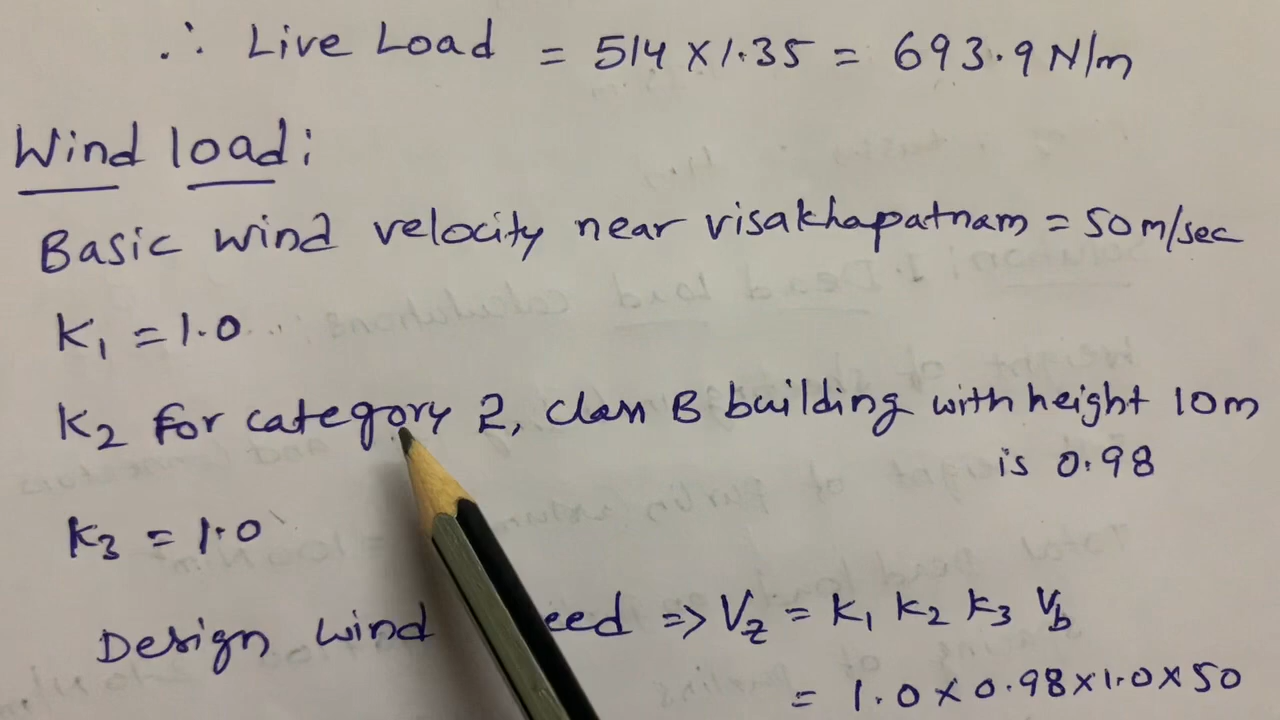 ∴ Live Load = 514 x 1.35 = 693.9 N/m
Wind load:
Basic wind velocity near visakhapatnam = 50 m/sec
K1 = 1.0
K2 for category 2, class B building with height 10m
is 0.98
K3 = 1.0
Design wind eed => Vz = K1 K2 K3 Vb
= 1.0 x 0.98 x 1.0 x 50